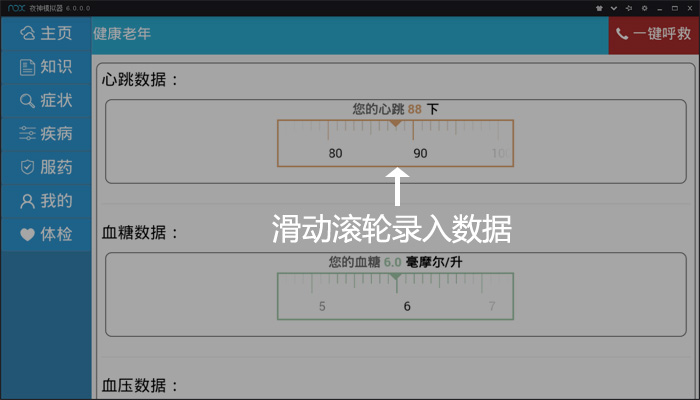 nox 夜神模拟器 6.0.0.0
主页
健康老年
一键呼救
知识
症状
疾病
服药
我的
体检
心跳数据：
您的心跳 88 下
80 90 10
滑动滚轮录入数据
血糖数据：
您的血糖 6.0 毫摩尔/升
5 6 7
血压数据：